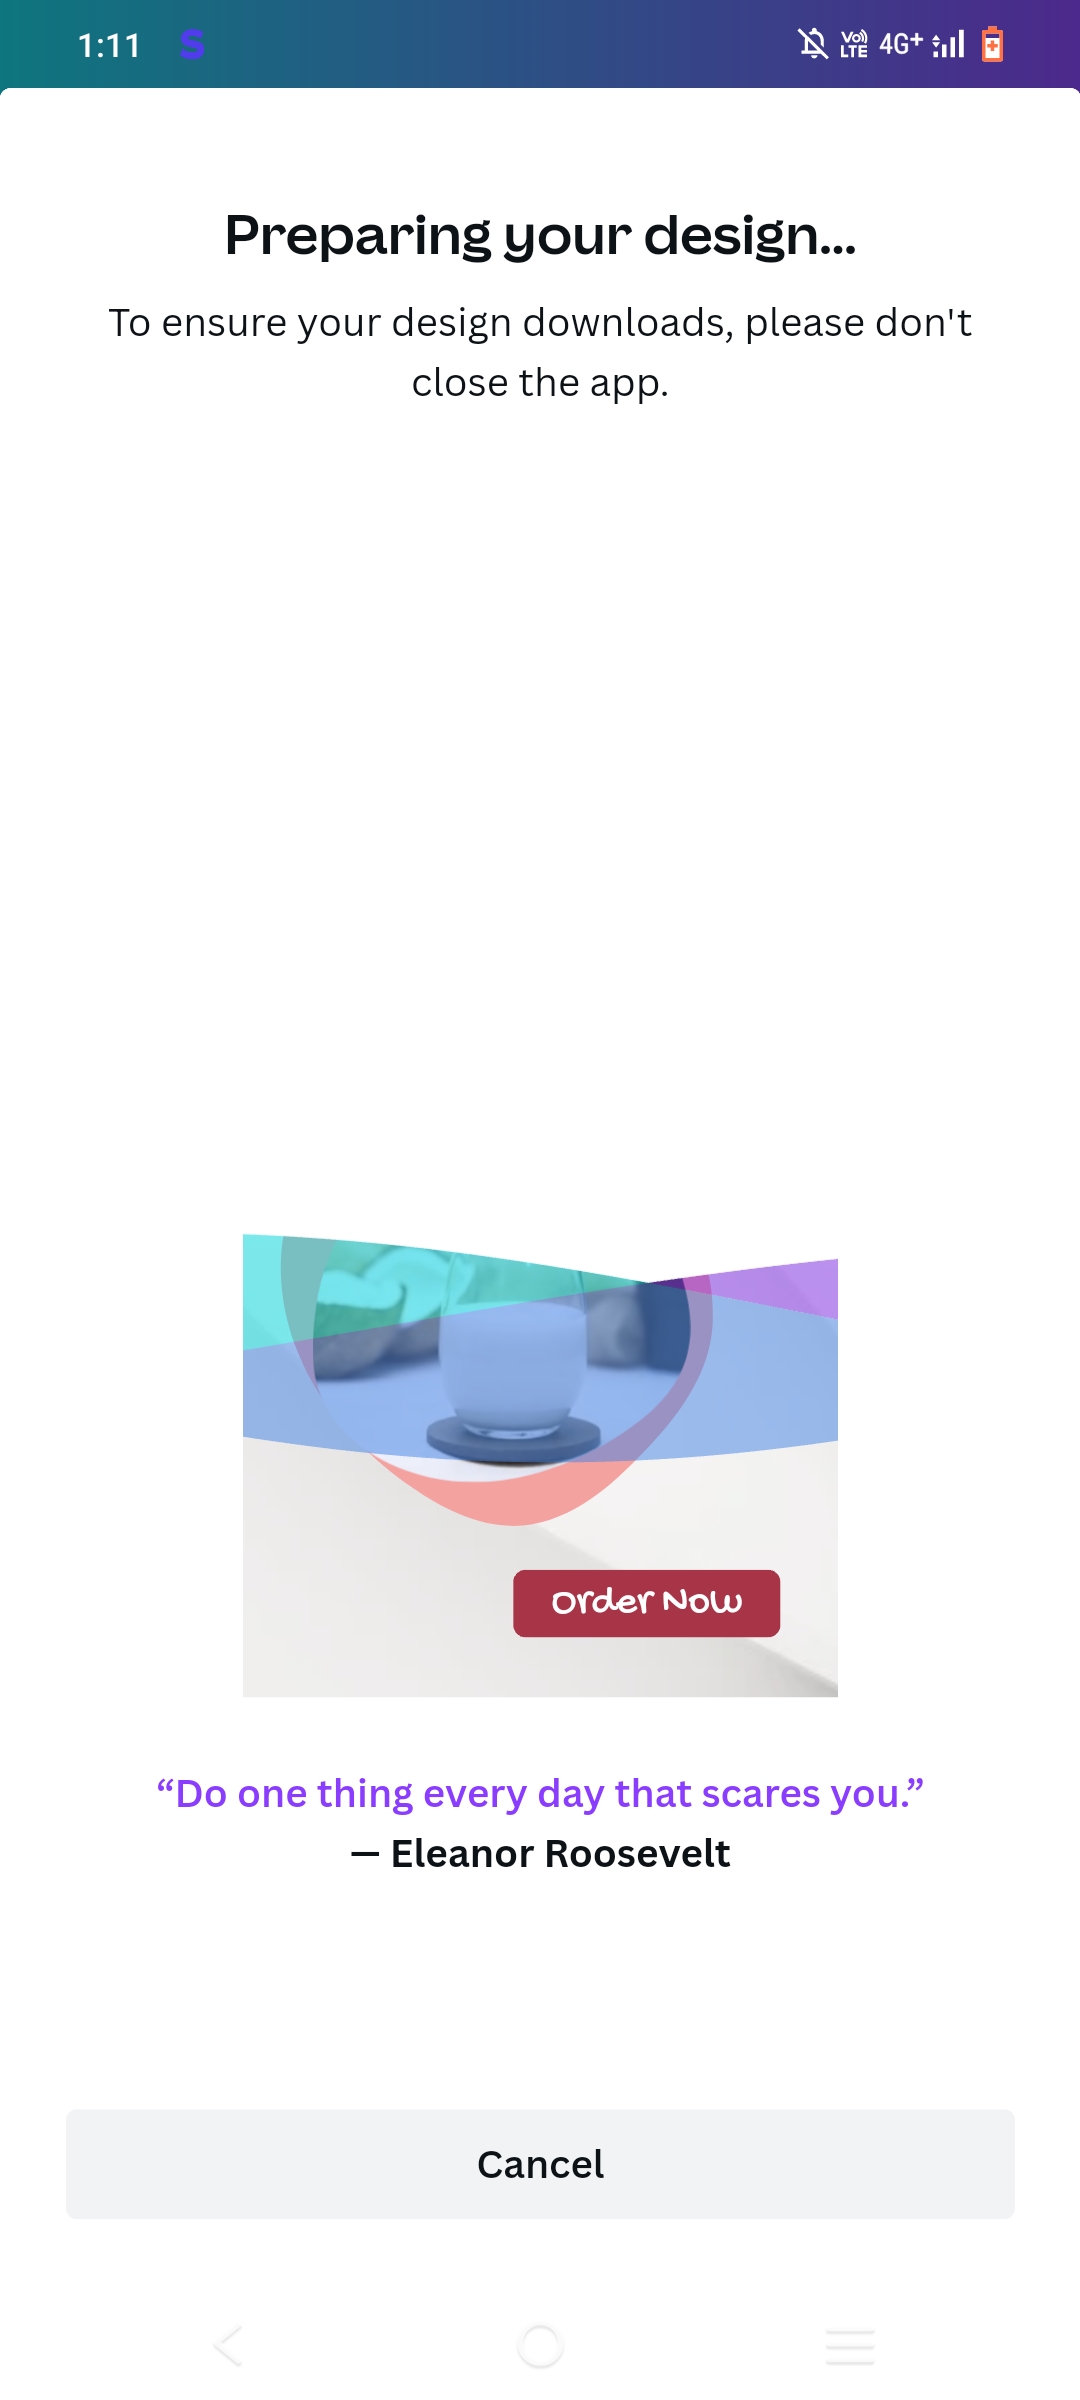 1:11 S Vo) LTE 4G+
Preparing your design...
To ensure your design downloads, please don't
close the app.
Order Now
“Do one thing every day that scares you.”
— Eleanor Roosevelt
Cancel